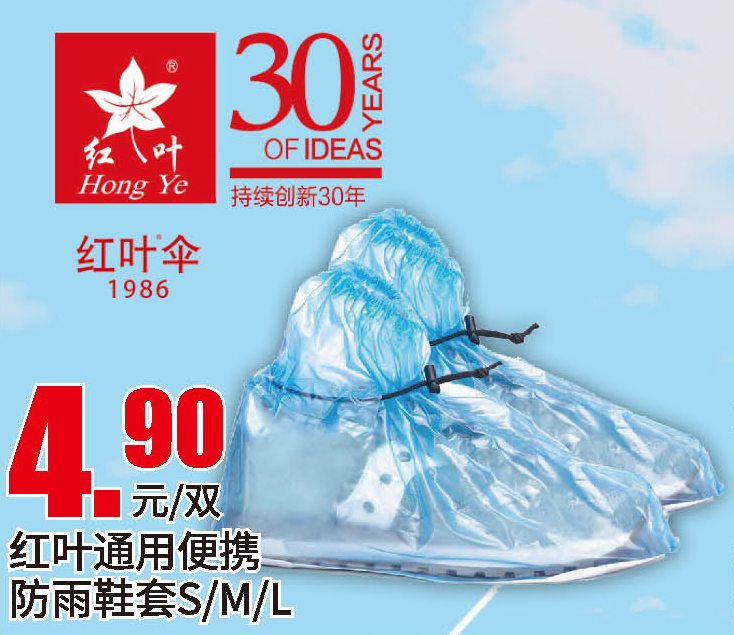 ®
红叶
Hong Ye
30 YEARS
OF IDEAS
持续创新30年
红叶®伞
1986
4.90
元/双
红叶通用便携
防雨鞋套S/M/L